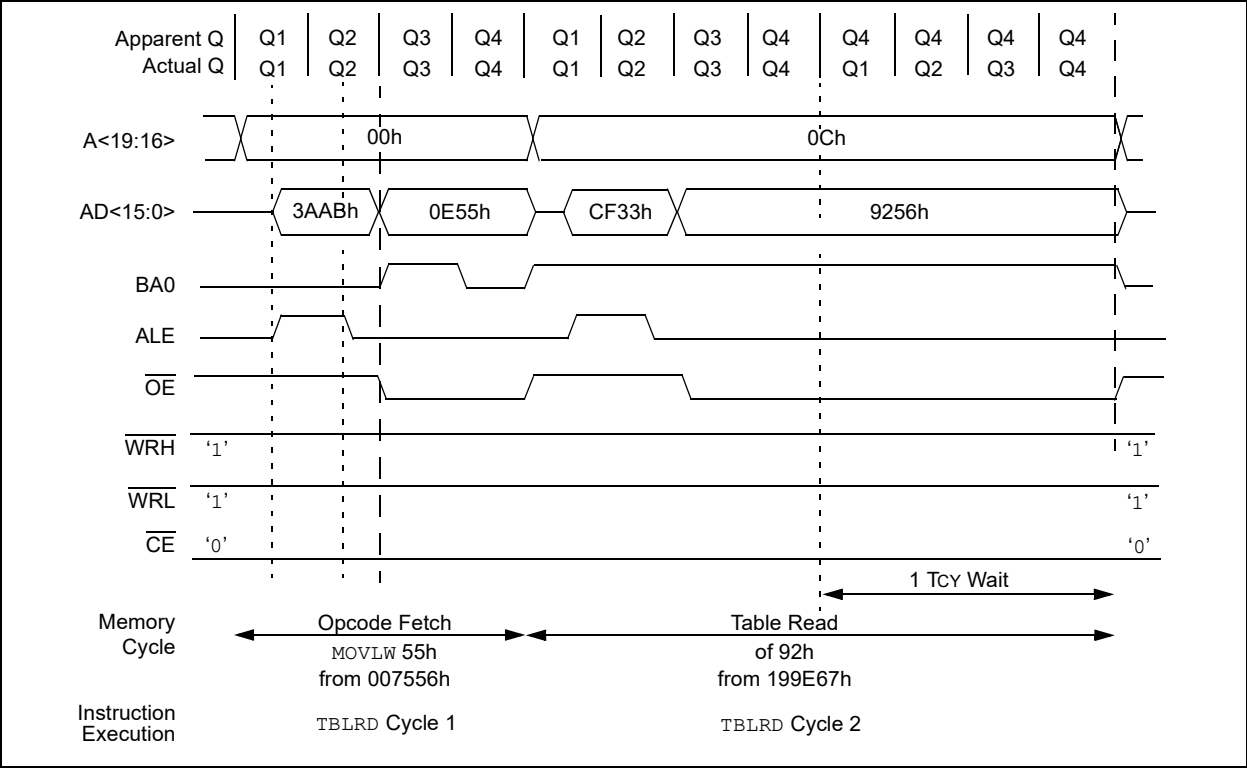 Apparent Q Q1 Q2 Q3 Q4 Q1 Q2 Q3 Q4 Q4 Q4 Q4 Q4
Actual Q Q1 Q2 Q3 Q4 Q1 Q2 Q3 Q4 Q1 Q2 Q3 Q4
A<19:16> 00h 0Ch
AD<15:0> 3AABh 0E55h CF33h 9256h
BA0
ALE
OE
WRH ‘1’ ‘1’
WRL ‘1’ ‘1’
CE ‘0’ ‘0’
1 TCY Wait
Memory Cycle
Opcode Fetch
MOVLW 55h
from 007556h
Table Read
of 92h
from 199E67h
Instruction
Execution
TBLRD Cycle 1 TBLRD Cycle 2